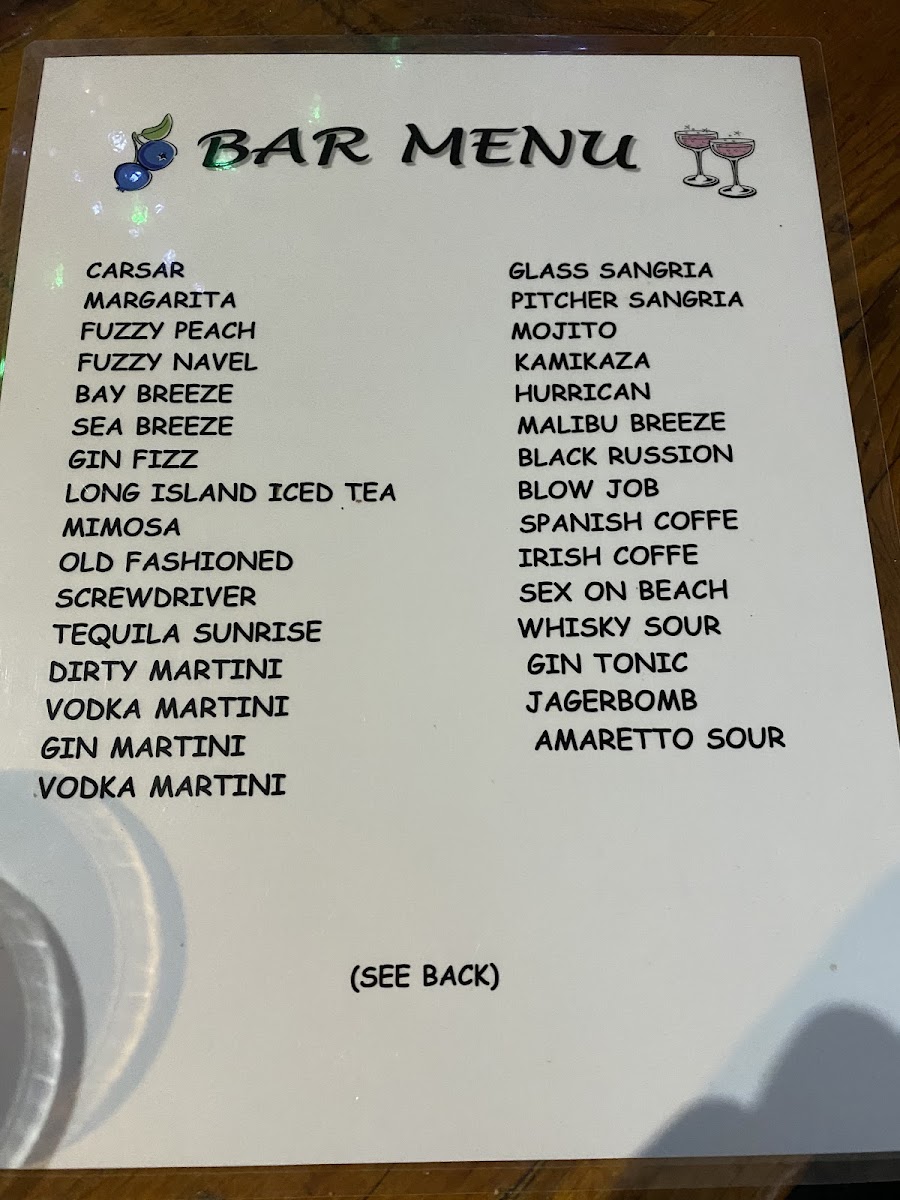 BAR MENU
CARSAR
MARGARITA
FUZZY PEACH
FUZZY NAVEL
BAY BREEZE
SEA BREEZE
GIN FIZZ
LONG ISLAND ICED TEA
MIMOSA
OLD FASHIONED
SCREWDRIVER
TEQUILA SUNRISE
DIRTY MARTINI
VODKA MARTINI
GIN MARTINI
VODKA MARTINI
GLASS SANGRIA
PITCHER SANGRIA
MOJITO
KAMIKAZA
HURRICAN
MALIBU BREEZE
BLACK RUSSION
BLOW JOB
SPANISH COFFE
IRISH COFFE
SEX ON BEACH
WHISKY SOUR
GIN TONIC
JAGERBOMB
AMARETTO SOUR
(SEE BACK)